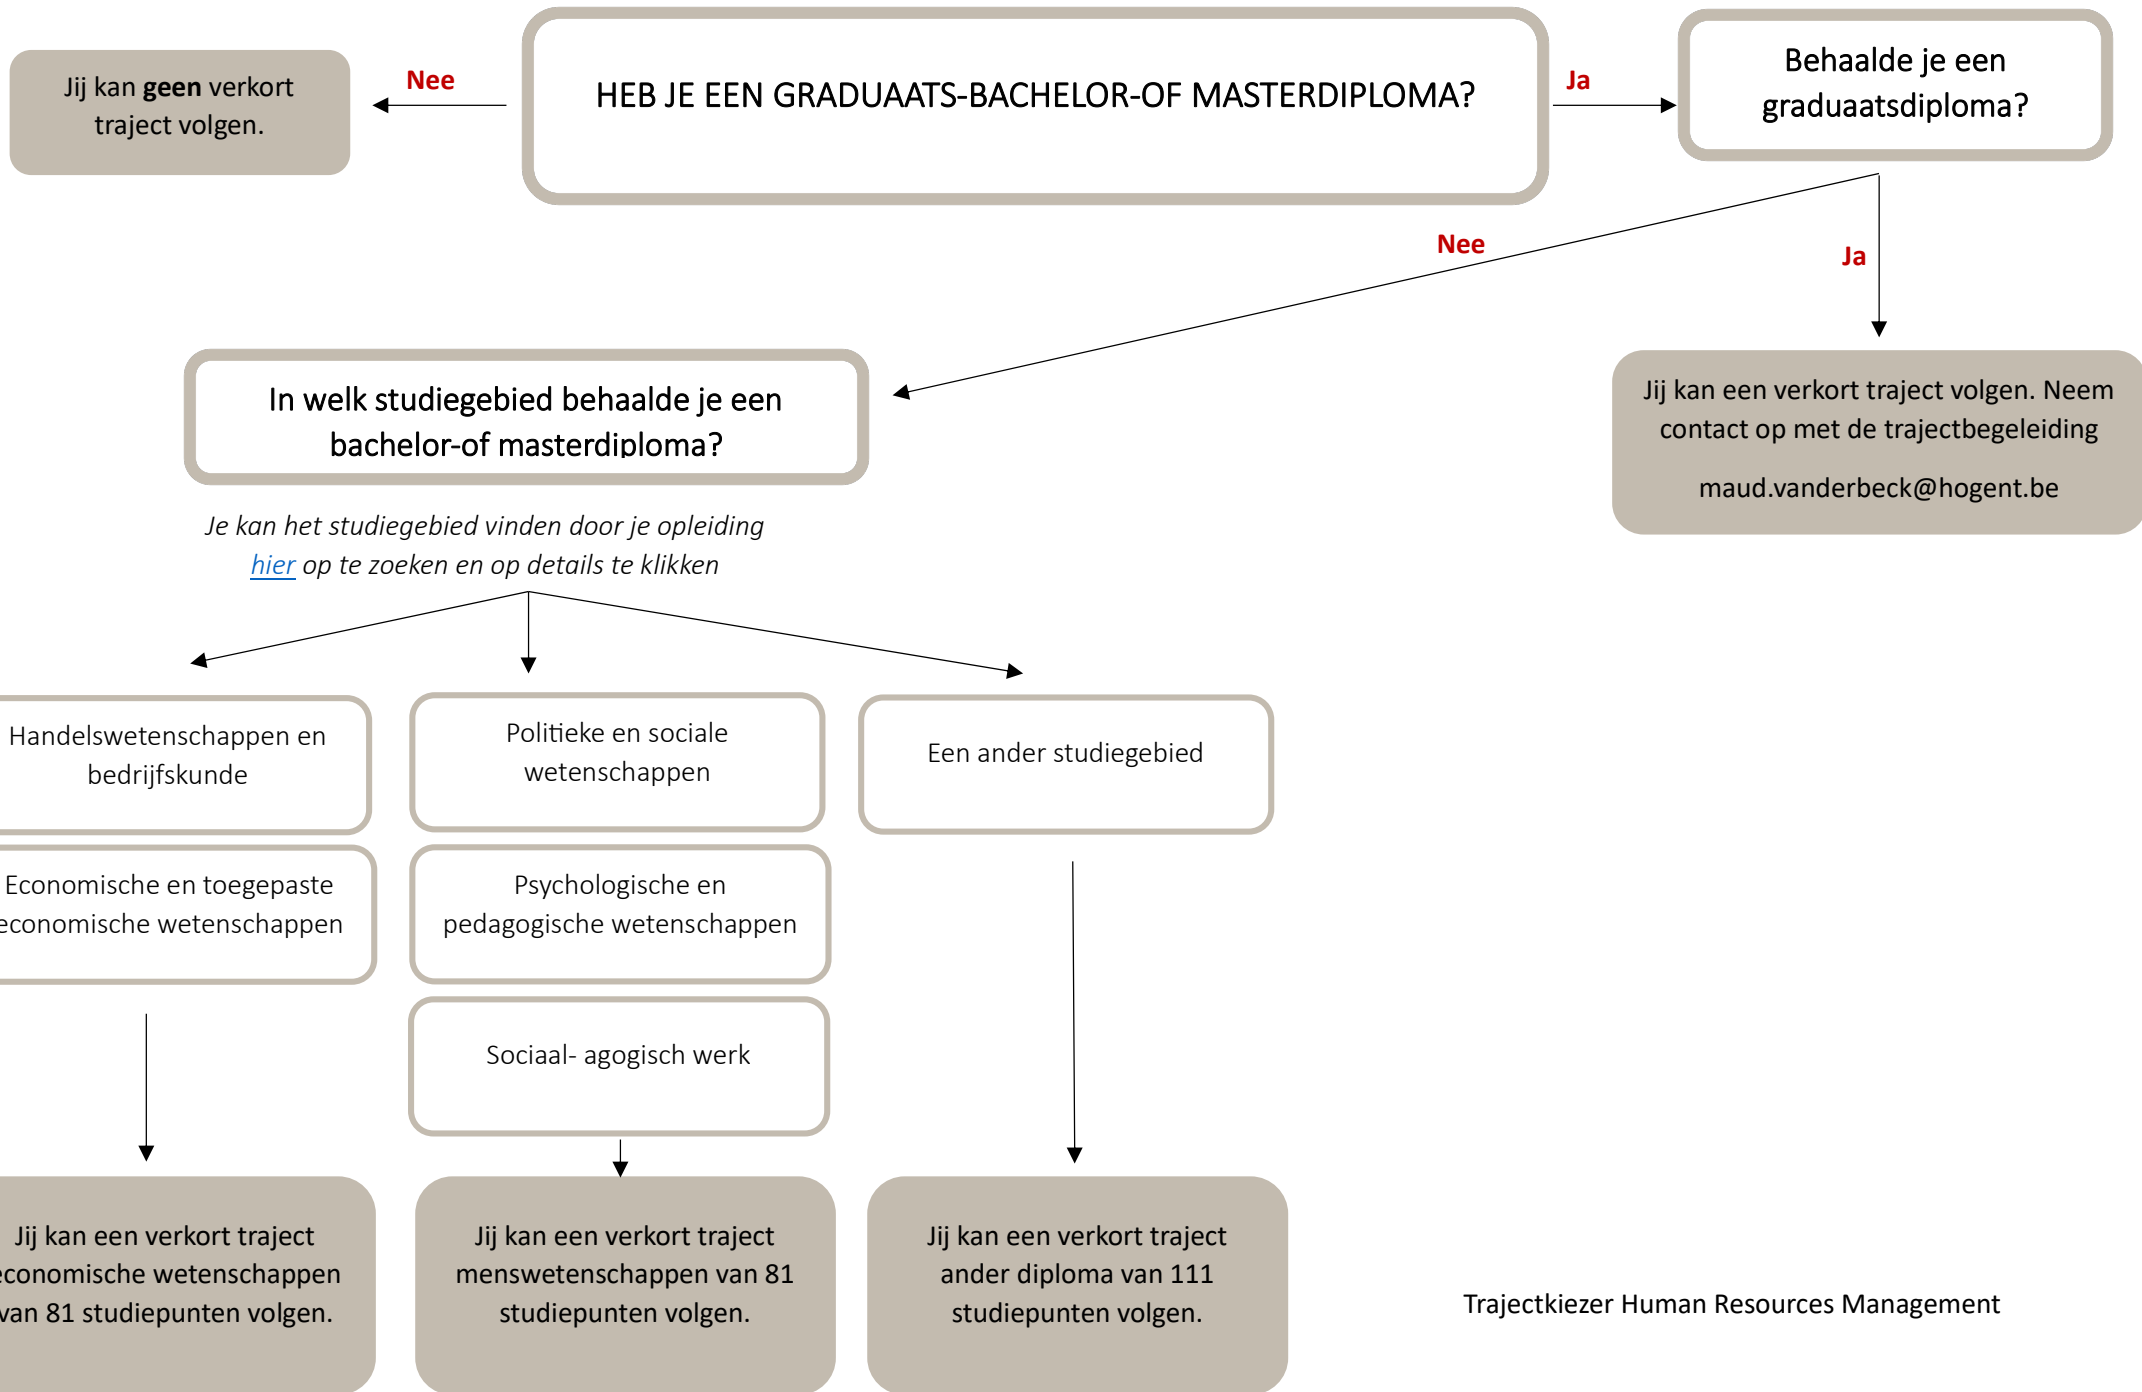 HEB JE EEN GRADUAATS-BACHELOR-OF MASTERDIPLOMA?
Nee
Jij kan geen verkort
traject volgen.
Ja
Behaalde je een
graduaatsdiploma?
Nee
Ja
Jij kan een verkort traject volgen. Neem
contact op met de trajectbegeleiding
maud.vanderbeck@hogent.be
In welk studiegebied behaalde je een
bachelor-of masterdiploma?
Je kan het studiegebied vinden door je opleiding
hier op te zoeken en op details te klikken
Handelswetenschappen en
bedrijfskunde
Economische en toegepaste
economische wetenschappen
Jij kan een verkort traject
economische wetenschappen
van 81 studiepunten volgen.
Politieke en sociale
wetenschappen
Psychologische en
pedagogische wetenschappen
Sociaal- agogisch werk
Jij kan een verkort traject
menswetenschappen van 81
studiepunten volgen.
Een ander studiegebied
Jij kan een verkort traject
ander diploma van 111
studiepunten volgen.
Trajectkiezer Human Resources Management